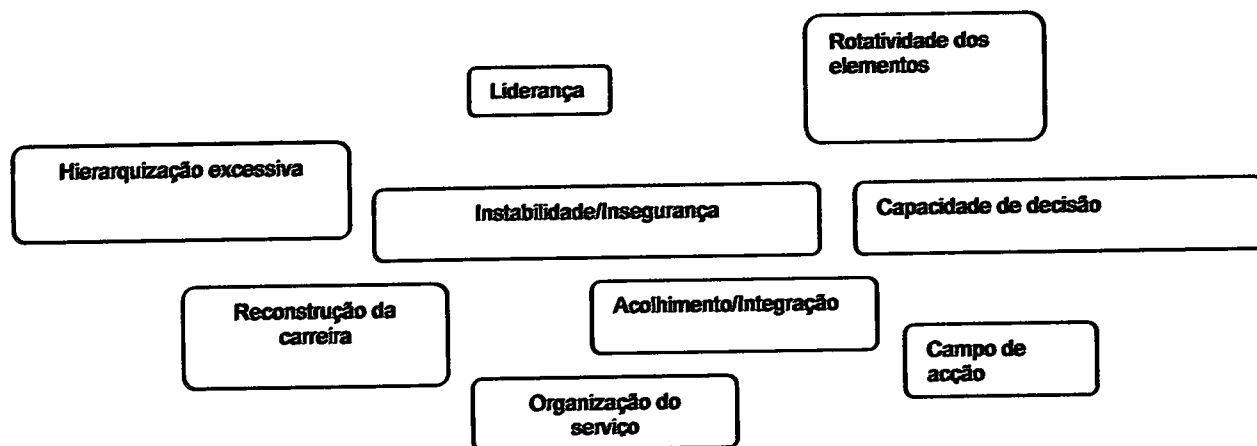 Rotatividade dos
elementos
Liderança
Hierarquização excessiva
Instabilidade/Insegurança
Capacidade de decisão
Reconstrução da
carreira
Acolhimento/Integração
Campo de
acção
Organização do
serviço